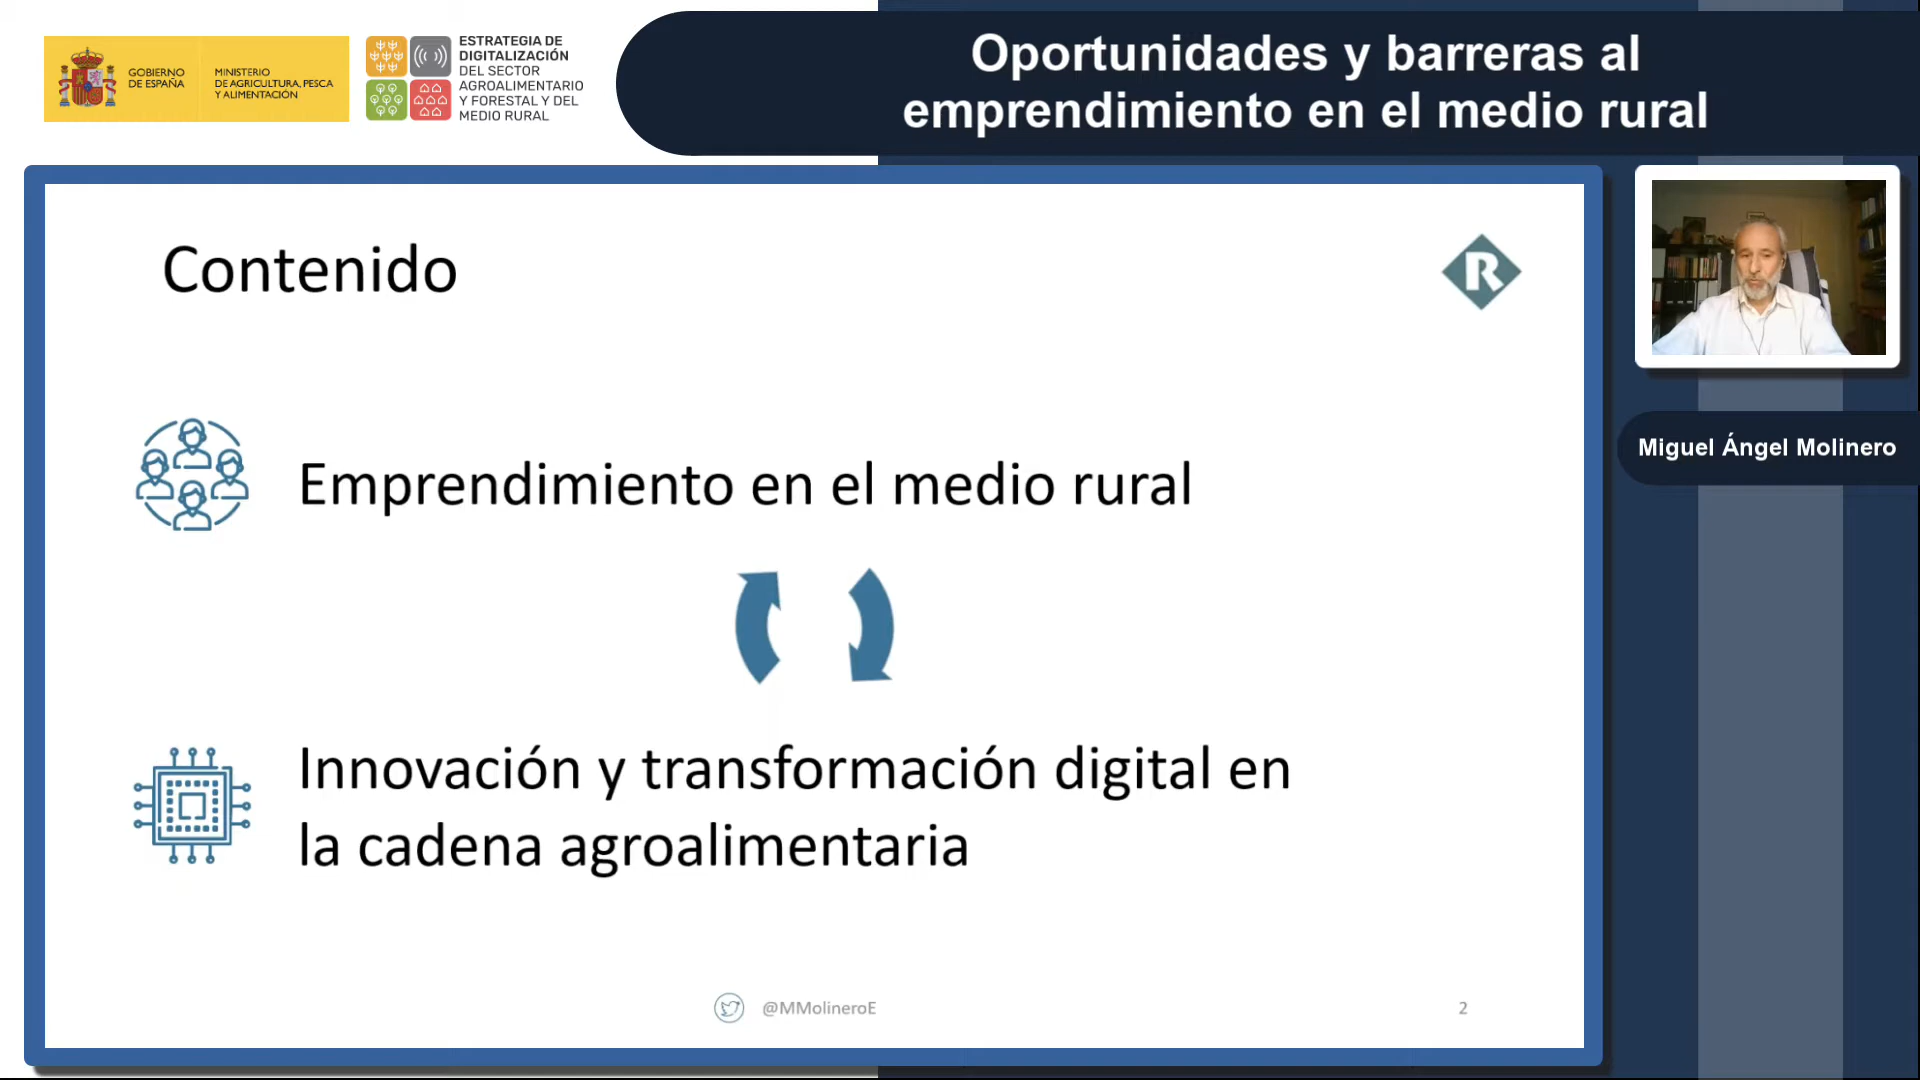 GOBIERNO
DE ESPAÑA
MINISTERIO
DE AGRICULTURA, PESCA
Y ALIMENTACIÓN
ESTRATEGIA DE
DIGITALIZACIÓN
DEL SECTOR
AGROALIMENTARIO
Y FORESTAL Y DEL
MEDIO RURAL
Oportunidades y barreras al
emprendimiento en el medio rural
Contenido
R
Miguel Ángel Molinero
Emprendimiento en el medio rural
Innovación y transformación digital en
la cadena agroalimentaria
@MMolineroE
2